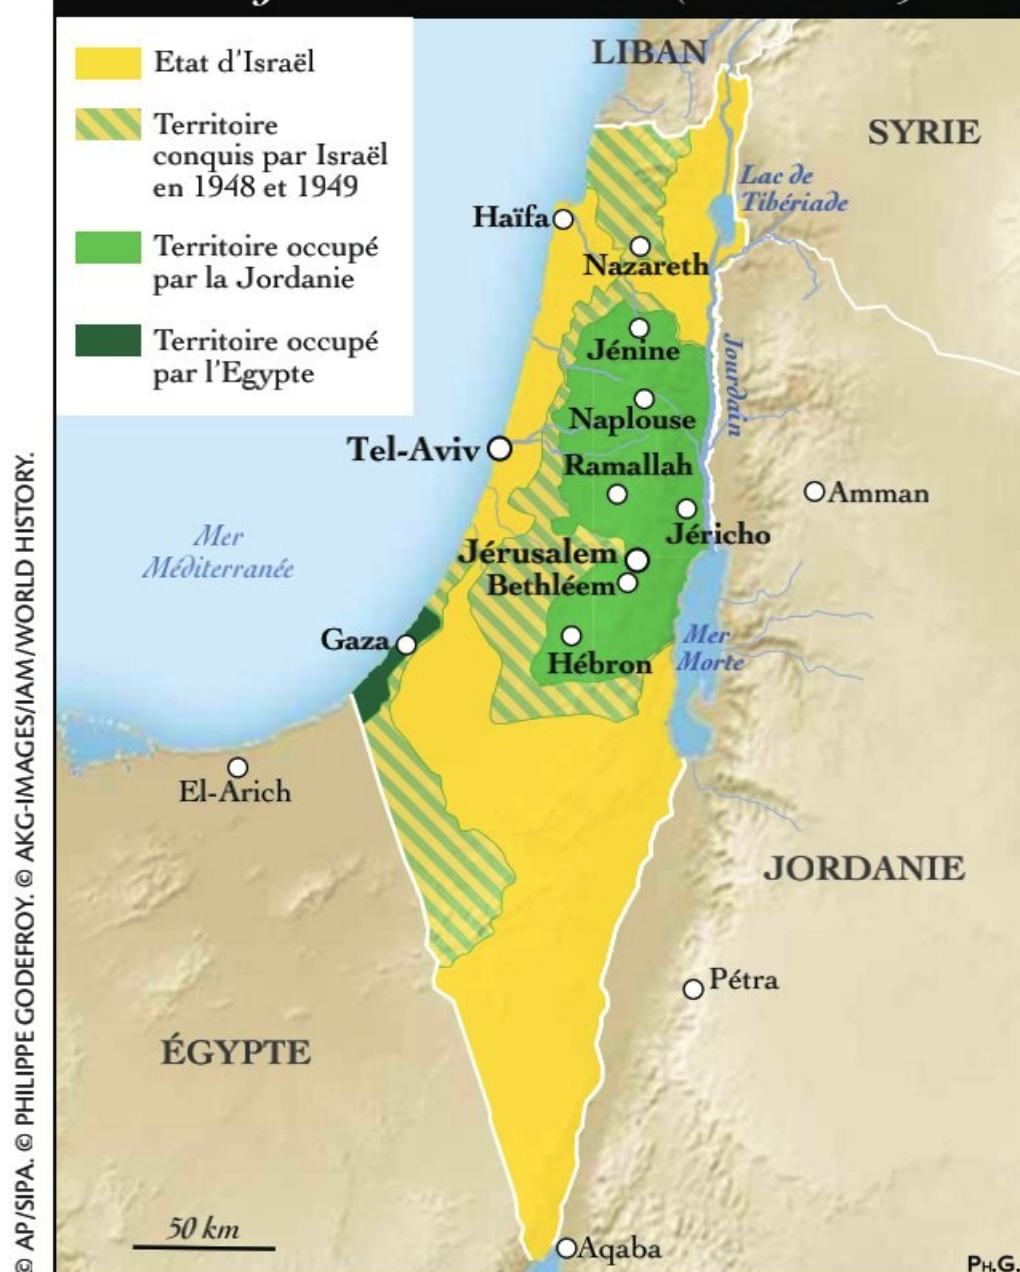 Etat d'Israël
Territoire
conquis par Israël
en 1948 et 1949
Territoire occupé
par la Jordanie
Territoire occupé
par l'Egypte
LIBAN
SYRIE
Lac de
Tibériade
Haïfa
Nazareth
Jénine
Jourdain
Naplouse
Tel-Aviv
Ramallah
Amman
Jéricho
Mer
Méditerranée
Jérusalem
Bethléem
Gaza
Hébron
Mer
Morte
El-Arich
JORDANIE
Pétra
ÉGYPTE
50 km
Aqaba
PH.G.
© AP/SIPA. © PHILIPPE GODEFROY. © AKG-IMAGES/IAM/WORLD HISTORY.